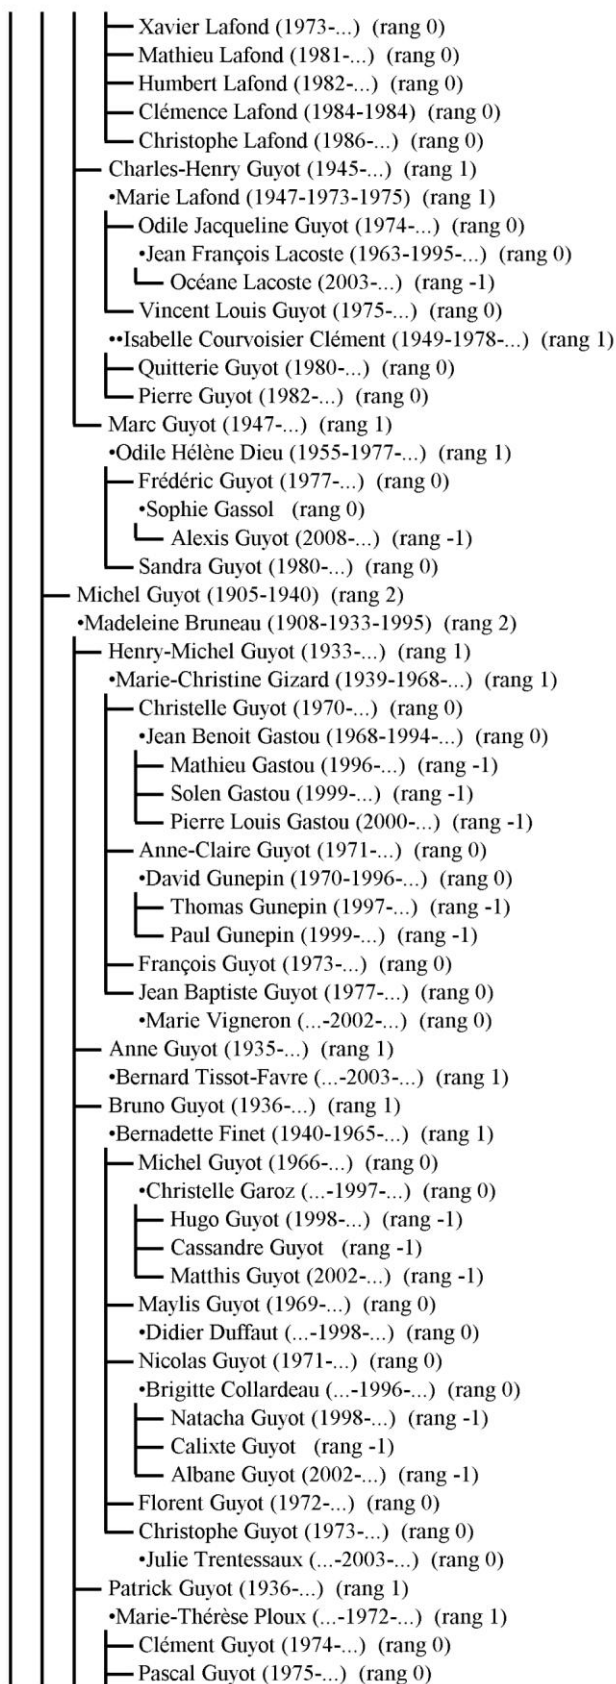 Xavier Lafond (1973-...) (rang 0)
Mathieu Lafond (1981-...) (rang 0)
Humbert Lafond (1982-...) (rang 0)
Clémence Lafond (1984-1984) (rang 0)
Christophe Lafond (1986-...) (rang 0)
Charles-Henry Guyot (1945-...) (rang 1)
•Marie Lafond (1947-1973-1975) (rang 1)
Odile Jacqueline Guyot (1974-...) (rang 0)
•Jean François Lacoste (1963-1995-...) (rang 0)
Océane Lacoste (2003-...) (rang -1)
Vincent Louis Guyot (1975-...) (rang 0)
••Isabelle Courvoisier Clément (1949-1978-...) (rang 1)
Quitterie Guyot (1980-...) (rang 0)
Pierre Guyot (1982-...) (rang 0)
Marc Guyot (1947-...) (rang 1)
•Odile Hélène Dieu (1955-1977-...) (rang 1)
Frédéric Guyot (1977-...) (rang 0)
•Sophie Gassol (rang 0)
Alexis Guyot (2008-...) (rang -1)
Sandra Guyot (1980-...) (rang 0)
Michel Guyot (1905-1940) (rang 2)
•Madeleine Bruneau (1908-1933-1995) (rang 2)
Henry-Michel Guyot (1933-...) (rang 1)
•Marie-Christine Gizard (1939-1968-...) (rang 1)
Christelle Guyot (1970-...) (rang 0)
•Jean Benoit Gastou (1968-1994-...) (rang 0)
Mathieu Gastou (1996-...) (rang -1)
Solen Gastou (1999-...) (rang -1)
Pierre Louis Gastou (2000-...) (rang -1)
Anne-Claire Guyot (1971-...) (rang 0)
•David Gunepin (1970-1996-...) (rang 0)
Thomas Gunepin (1997-...) (rang -1)
Paul Gunepin (1999-...) (rang -1)
François Guyot (1973-...) (rang 0)
Jean Baptiste Guyot (1977-...) (rang 0)
•Marie Vigneron (...-2002-...) (rang 0)
Anne Guyot (1935-...) (rang 1)
•Bernard Tissot-Favre (...-2003-...) (rang 1)
Bruno Guyot (1936-...) (rang 1)
•Bernadette Finet (1940-1965-...) (rang 1)
Michel Guyot (1966-...) (rang 0)
•Christelle Garoz (...-1997-...) (rang 0)
Hugo Guyot (1998-...) (rang -1)
Cassandre Guyot (rang -1)
Matthis Guyot (2002-...) (rang -1)
Maylis Guyot (1969-...) (rang 0)
•Didier Duffaut (...-1998-...) (rang 0)
Nicolas Guyot (1971-...) (rang 0)
•Brigitte Collardeau (...-1996-...) (rang 0)
Natacha Guyot (1998-...) (rang -1)
Calixte Guyot (rang -1)
Albane Guyot (2002-...) (rang -1)
Florent Guyot (1972-...) (rang 0)
Christophe Guyot (1973-...) (rang 0)
•Julie Trentessaux (...-2003-...) (rang 0)
Patrick Guyot (1936-...) (rang 1)
•Marie-Thérèse Ploux (...-1972-...) (rang 1)
Clément Guyot (1974-...) (rang 0)
Pascal Guyot (1975-...) (rang 0)